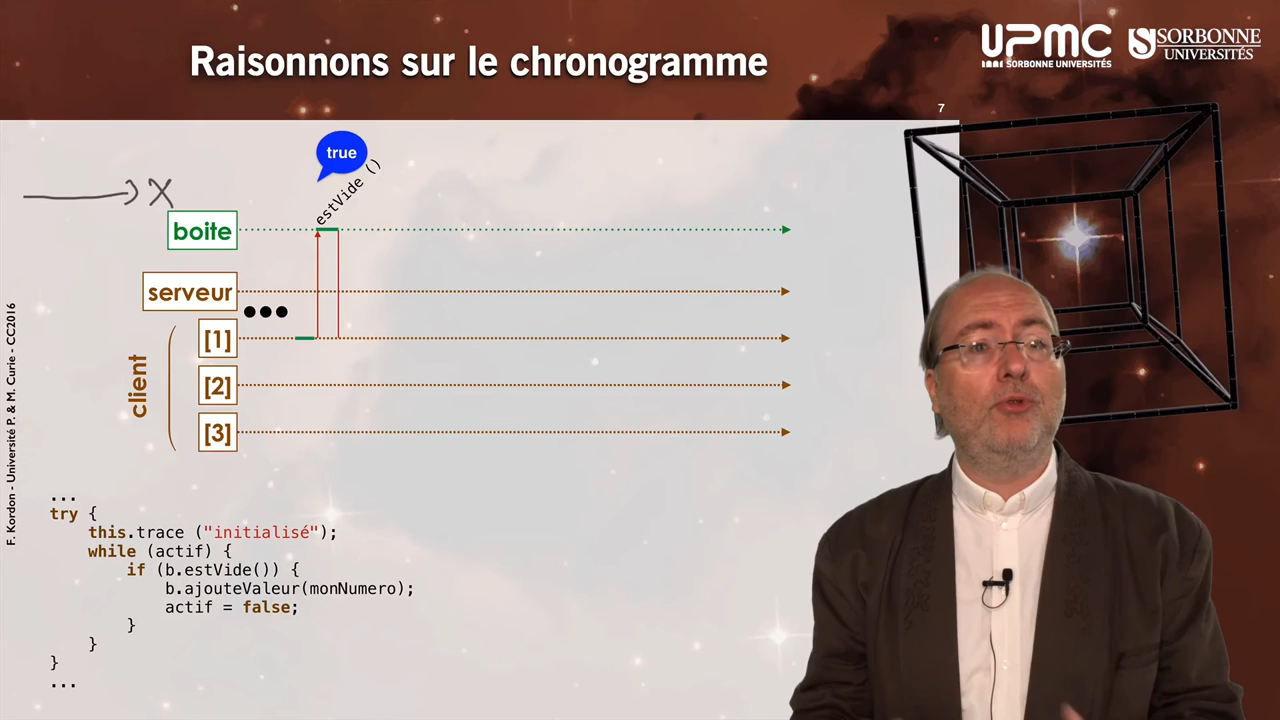 Raisonnons sur le chronogramme
UPMC
SORBONNE UNIVERSITÉS
SORBONNE
UNIVERSITÉS
7
true
estVide ()
X
boite
serveur
[1]
[2]
[3]
client
F. Kordon - Université P. & M. Curie - CC2016
...
try {
    this.trace ("initialisé");
    while (actif) {
        if (b.estVide()) {
            b.ajouteValeur(monNumero);
            actif = false;
        }
    }
}
...